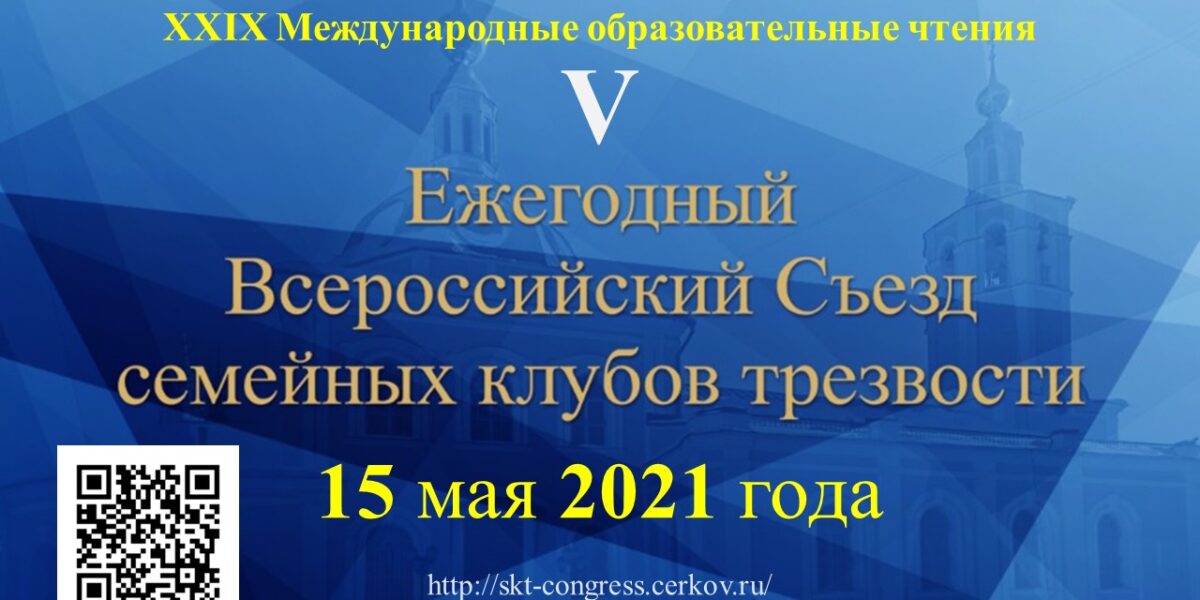 XXIX Международные образовательные чтения
V
Ежегодный
Всероссийский Съезд
семейных клубов трезвости
15 мая 2021 года
http://skt-congress.cerkov.ru/